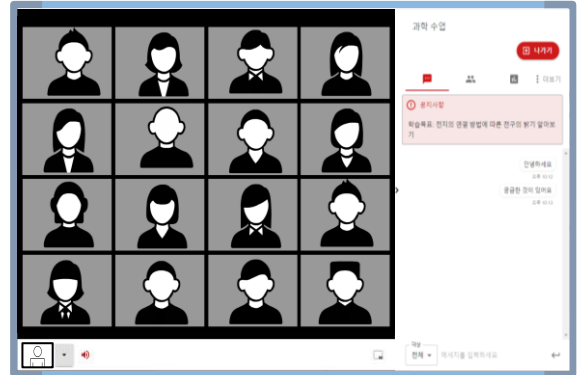 과학 수업
나가기
더보기
공지사항
학습목표: 전지의 연결 방법에 따른 전구의 밝기 알아보
기
안녕하세요
궁금한 것이 있어요
대상
전체
메세지를 입력하세요